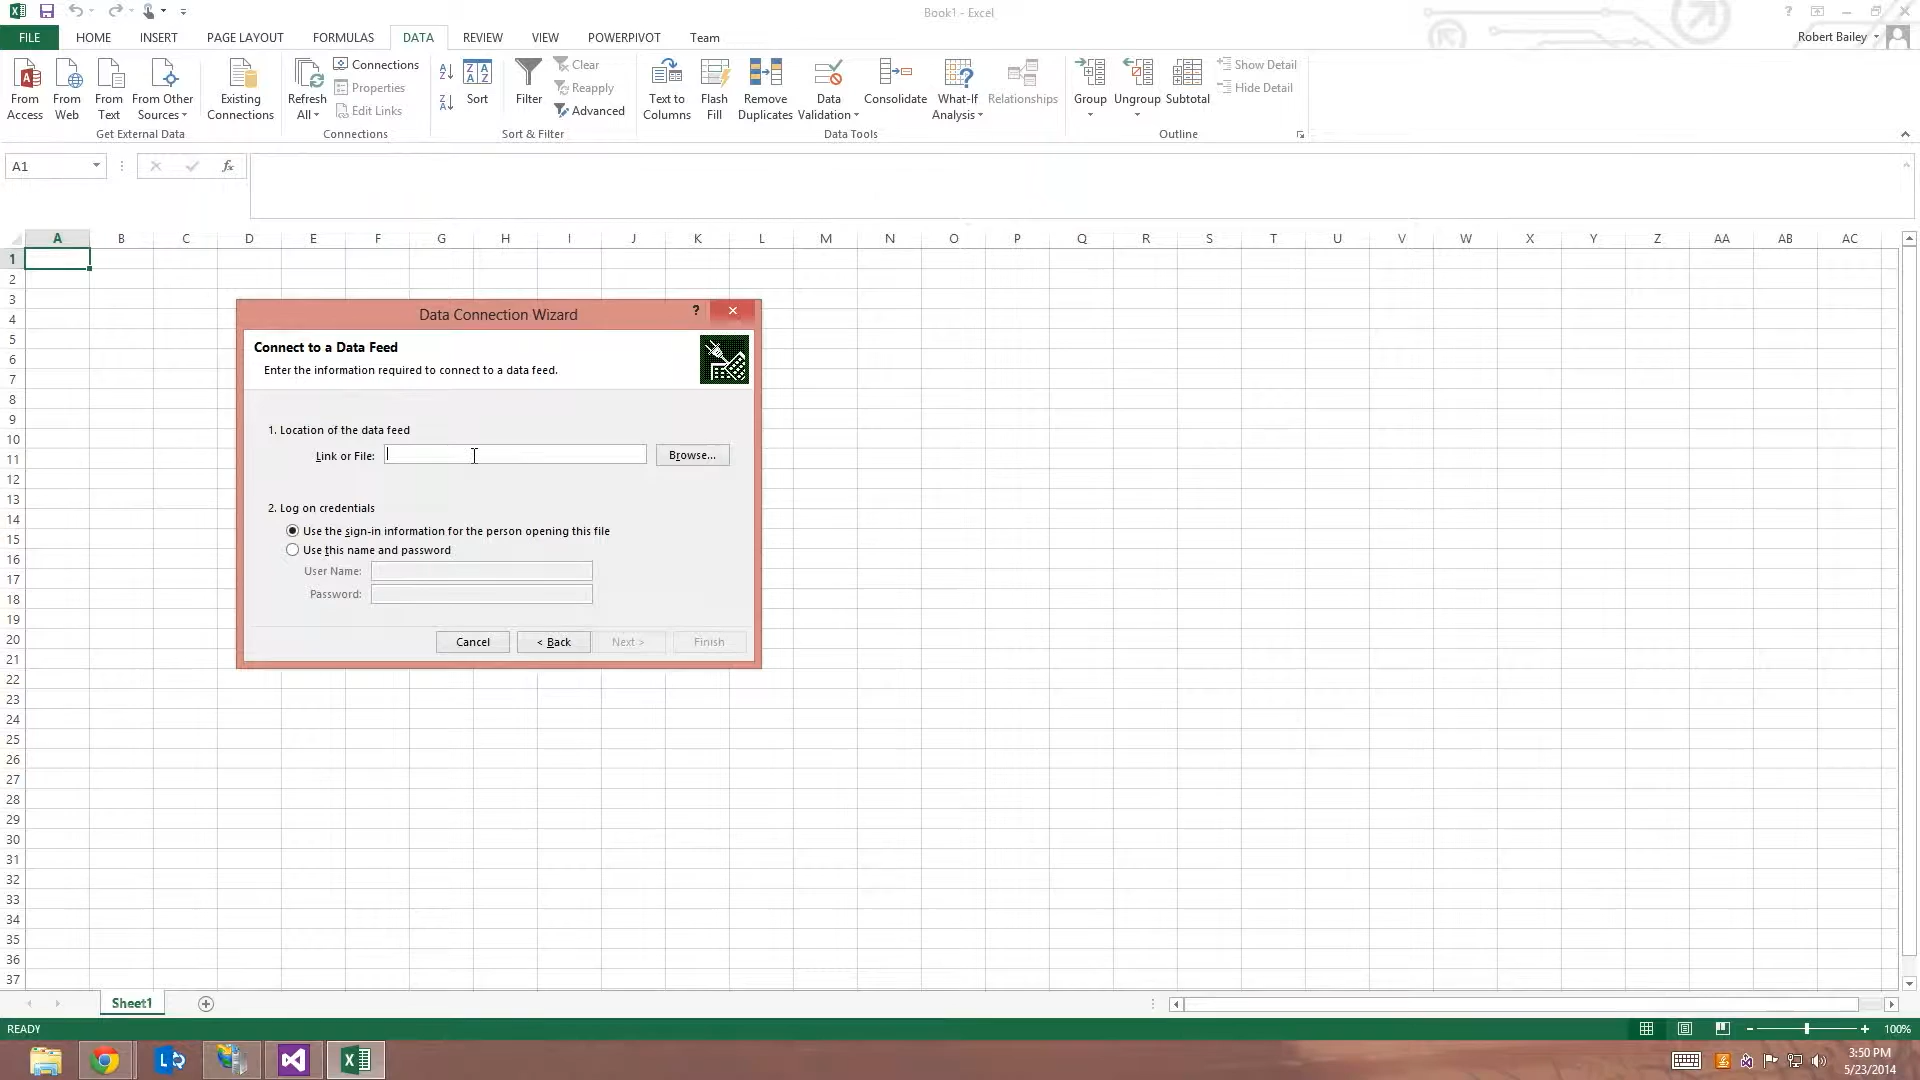 Book1 - Excel
FILE HOME INSERT PAGE LAYOUT FORMULAS DATA REVIEW VIEW POWERPIVOT Team
Robert Bailey
From Access
From Web
From Text
From Other Sources
Existing Connections
Get External Data
Refresh All
Connections
Properties
Edit Links
Connections
Sort
Filter
Clear
Reapply
Advanced
Sort & Filter
Text to Columns
Flash Fill
Remove Duplicates
Data Validation
Consolidate
What-If Analysis
Relationships
Data Tools
Group
Ungroup
Subtotal
Show Detail
Hide Detail
Outline
A1
fx
A B C D E F G H I J K L M N O P Q R S T U V W X Y Z AA AB AC
1
2
3
4
5
6
7
8
9
10
11
12
13
14
15
16
17
18
19
20
21
22
23
24
25
26
27
28
29
30
31
32
33
34
35
36
37
Data Connection Wizard
Connect to a Data Feed
Enter the information required to connect to a data feed.
1. Location of the data feed
Link or File:
Browse...
2. Log on credentials
Use the sign-in information for the person opening this file
Use this name and password
User Name:
Password:
Cancel < Back Next > Finish
Sheet1
READY
100%
3:50 PM
5/23/2014